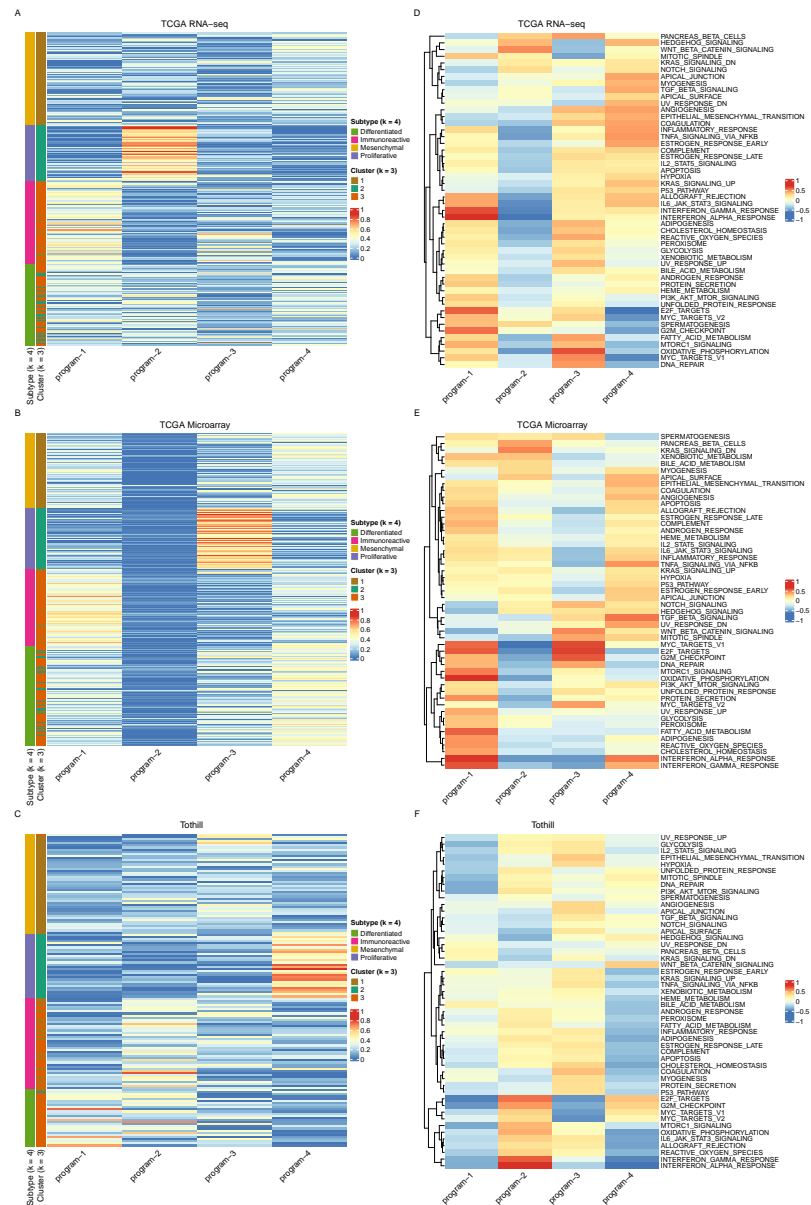 A
TCGA RNA−seq
Subtype (k = 4)
Differentiated
Immunoreactive
Mesenchymal
Proliferative
Cluster (k = 3)
1
2
3
1
0.8
0.6
0.4
0.2
0
Subtype (k = 4)
Cluster (k = 3)
program−1
program−2
program−3
program−4
B
TCGA Microarray
Subtype (k = 4)
Differentiated
Immunoreactive
Mesenchymal
Proliferative
Cluster (k = 3)
1
2
3
1
0.8
0.6
0.4
0.2
0
Subtype (k = 4)
Cluster (k = 3)
program−1
program−2
program−3
program−4
C
Tothill
Subtype (k = 4)
Differentiated
Immunoreactive
Mesenchymal
Proliferative
Cluster (k = 3)
1
2
3
1
0.8
0.6
0.4
0.2
0
Subtype (k = 4)
Cluster (k = 3)
program−1
program−2
program−3
program−4
D
TCGA RNA−seq
PANCREAS_BETA_CELLS
HEDGEHOG_SIGNALING
WNT_BETA_CATENIN_SIGNALING
MITOTIC_SPINDLE
KRAS_SIGNALING_DN
NOTCH_SIGNALING
APICAL_JUNCTION
MYOGENESIS
TGF_BETA_SIGNALING
APICAL_SURFACE
UV_RESPONSE_DN
ANGIOGENESIS
EPITHELIAL_MESENCHYMAL_TRANSITION
COAGULATION
INFLAMMATORY_RESPONSE
TNFA_SIGNALING_VIA_NFKB
ESTROGEN_RESPONSE_EARLY
COMPLEMENT
ESTROGEN_RESPONSE_LATE
IL2_STAT5_SIGNALING
APOPTOSIS
HYPOXIA
KRAS_SIGNALING_UP
P53_PATHWAY
ALLOGRAFT_REJECTION
IL6_JAK_STAT3_SIGNALING
INTERFERON_GAMMA_RESPONSE
INTERFERON_ALPHA_RESPONSE
ADIPOGENESIS
CHOLESTEROL_HOMEOSTASIS
REACTIVE_OXYGEN_SPECIES
PEROXISOME
GLYCOLYSIS
XENOBIOTIC_METABOLISM
UV_RESPONSE_UP
BILE_ACID_METABOLISM
ANDROGEN_RESPONSE
PROTEIN_SECRETION
HEME_METABOLISM
PI3K_AKT_MTOR_SIGNALING
UNFOLDED_PROTEIN_RESPONSE
E2F_TARGETS
MYC_TARGETS_V2
SPERMATOGENESIS
G2M_CHECKPOINT
FATTY_ACID_METABOLISM
MTORC1_SIGNALING
OXIDATIVE_PHOSPHORYLATION
MYC_TARGETS_V1
DNA_REPAIR
1
0.5
0
−0.5
−1
program−1
program−2
program−3
program−4
E
TCGA Microarray
SPERMATOGENESIS
PANCREAS_BETA_CELLS
KRAS_SIGNALING_DN
XENOBIOTIC_METABOLISM
BILE_ACID_METABOLISM
MYOGENESIS
APICAL_SURFACE
EPITHELIAL_MESENCHYMAL_TRANSITION
COAGULATION
ANGIOGENESIS
APOPTOSIS
ALLOGRAFT_REJECTION
ESTROGEN_RESPONSE_LATE
COMPLEMENT
ANDROGEN_RESPONSE
HEME_METABOLISM
IL2_STAT5_SIGNALING
IL6_JAK_STAT3_SIGNALING
INFLAMMATORY_RESPONSE
TNFA_SIGNALING_VIA_NFKB
KRAS_SIGNALING_UP
HYPOXIA
P53_PATHWAY
ESTROGEN_RESPONSE_EARLY
APICAL_JUNCTION
NOTCH_SIGNALING
HEDGEHOG_SIGNALING
TGF_BETA_SIGNALING
UV_RESPONSE_DN
WNT_BETA_CATENIN_SIGNALING
MITOTIC_SPINDLE
MYC_TARGETS_V1
E2F_TARGETS
G2M_CHECKPOINT
DNA_REPAIR
MTORC1_SIGNALING
OXIDATIVE_PHOSPHORYLATION
PI3K_AKT_MTOR_SIGNALING
UNFOLDED_PROTEIN_RESPONSE
PROTEIN_SECRETION
MYC_TARGETS_V2
UV_RESPONSE_UP
GLYCOLYSIS
PEROXISOME
FATTY_ACID_METABOLISM
ADIPOGENESIS
REACTIVE_OXYGEN_SPECIES
CHOLESTEROL_HOMEOSTASIS
INTERFERON_ALPHA_RESPONSE
INTERFERON_GAMMA_RESPONSE
1
0.5
0
−0.5
−1
program−1
program−2
program−3
program−4
F
Tothill
UV_RESPONSE_UP
GLYCOLYSIS
IL2_STAT5_SIGNALING
EPITHELIAL_MESENCHYMAL_TRANSITION
HYPOXIA
UNFOLDED_PROTEIN_RESPONSE
MITOTIC_SPINDLE
DNA_REPAIR
PI3K_AKT_MTOR_SIGNALING
SPERMATOGENESIS
ANGIOGENESIS
APICAL_JUNCTION
TGF_BETA_SIGNALING
NOTCH_SIGNALING
APICAL_SURFACE
HEDGEHOG_SIGNALING
UV_RESPONSE_DN
PANCREAS_BETA_CELLS
KRAS_SIGNALING_DN
WNT_BETA_CATENIN_SIGNALING
ESTROGEN_RESPONSE_EARLY
KRAS_SIGNALING_UP
TNFA_SIGNALING_VIA_NFKB
XENOBIOTIC_METABOLISM
HEME_METABOLISM
BILE_ACID_METABOLISM
ANDROGEN_RESPONSE
PEROXISOME
FATTY_ACID_METABOLISM
INFLAMMATORY_RESPONSE
ADIPOGENESIS
ESTROGEN_RESPONSE_LATE
COMPLEMENT
APOPTOSIS
CHOLESTEROL_HOMEOSTASIS
COAGULATION
MYOGENESIS
PROTEIN_SECRETION
P53_PATHWAY
E2F_TARGETS
G2M_CHECKPOINT
MYC_TARGETS_V1
MYC_TARGETS_V2
MTORC1_SIGNALING
OXIDATIVE_PHOSPHORYLATION
IL6_JAK_STAT3_SIGNALING
ALLOGRAFT_REJECTION
REACTIVE_OXYGEN_SPECIES
INTERFERON_GAMMA_RESPONSE
INTERFERON_ALPHA_RESPONSE
1
0.5
0
−0.5
−1
program−1
program−2
program−3
program−4